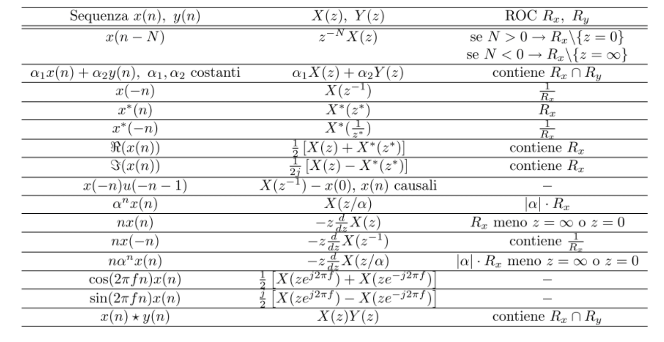 Sequenza x(n), y(n) X(z), Y(z) ROC R_x, R_y
x(n − N) z^{−N}X(z) se N > 0 → R_x\{z = 0}
se N < 0 → R_x\{z = ∞}
α_1x(n) + α_2y(n), α_1, α_2 costanti α_1X(z) + α_2Y(z) contiene R_x ∩ R_y
x(−n) X(z^{−1}) 1/R_x
x*(n) X*(z*) R_x
x*(−n) X*(1/z*) 1/R_x
ℜ(x(n)) 1/2 [X(z) + X*(z*)] contiene R_x
ℑ(x(n)) 1/2j [X(z) − X*(z*)] contiene R_x
x(−n)u(−n − 1) X(z^{−1}) − x(0), x(n) causali −
α^n x(n) X(z/α) |α| · R_x
nx(n) −z d/dz X(z) R_x meno z = ∞ o z = 0
nx(−n) −z d/dz X(z^{−1}) contiene 1/R_x
nα^n x(n) −z d/dz X(z/α) |α| · R_x meno z = ∞ o z = 0
cos(2πfn)x(n) 1/2 [X(ze^{j2πf}) + X(ze^{−j2πf})] −
sin(2πfn)x(n) j/2 [X(ze^{j2πf}) − X(ze^{−j2πf})] −
x(n) ⋆ y(n) X(z)Y(z) contiene R_x ∩ R_y